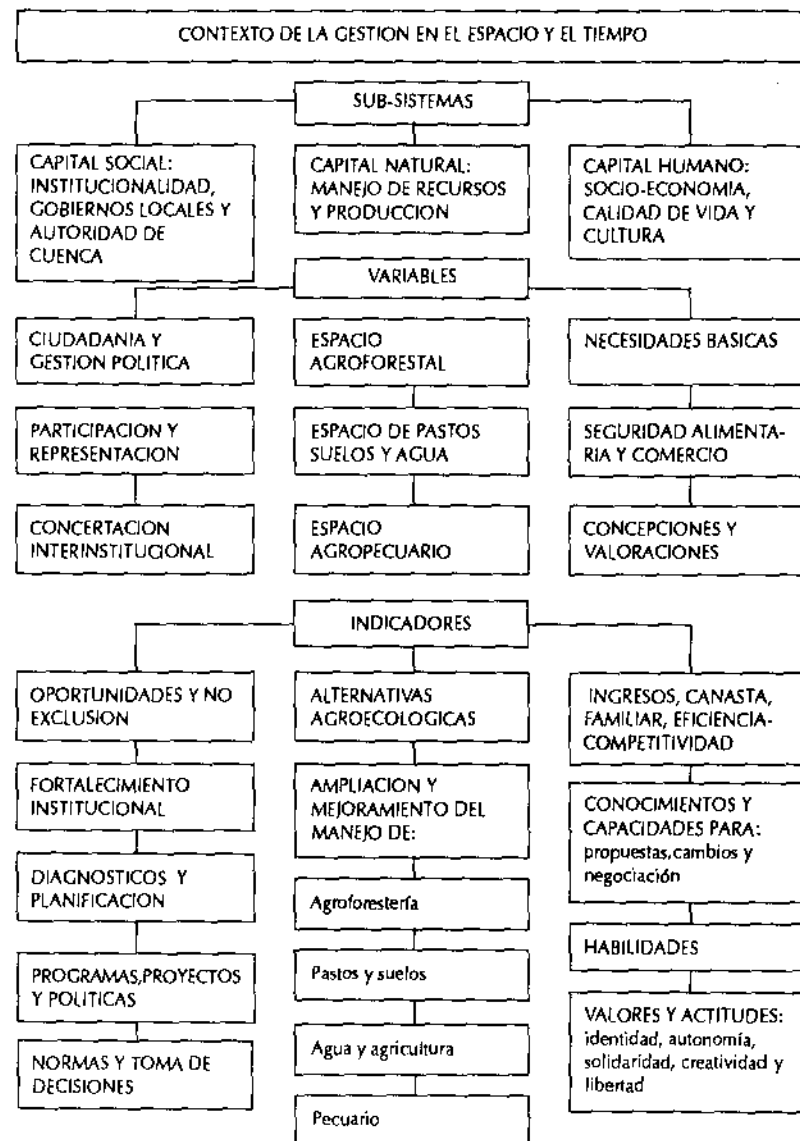 CONTEXTO DE LA GESTION EN EL ESPACIO Y EL TIEMPO
SUB-SISTEMAS
CAPITAL SOCIAL:
INSTITUCIONALIDAD,
GOBIERNOS LOCALES Y
AUTORIDAD DE
CUENCA
CAPITAL NATURAL:
MANEJO DE RECURSOS
Y PRODUCCION
CAPITAL HUMANO:
SOCIO-ECONOMIA,
CALIDAD DE VIDA Y
CULTURA
VARIABLES
CIUDADANIA Y
GESTION POLITICA
ESPACIO
AGROFORESTAL
NECESIDADES BASICAS
PARTICIPACION Y
REPRESENTACION
ESPACIO DE PASTOS
SUELOS Y AGUA
SEGURIDAD ALIMENTA-
RIA Y COMERCIO
CONCERTACION
INTERINSTITUCIONAL
ESPACIO
AGROPECUARIO
CONCEPCIONES Y
VALORACIONES
INDICADORES
OPORTUNIDADES Y NO
EXCLUSION
ALTERNATIVAS
AGROECOLOGICAS
INGRESOS, CANASTA,
FAMILIAR, EFICIENCIA-
COMPETITIVIDAD
FORTALECIMIENTO
INSTITUCIONAL
AMPLIACION Y
MEJORAMIENTO DEL
MANEJO DE:
CONOCIMIENTOS Y
CAPACIDADES PARA:
propuestas,cambios y
negociación
DIAGNOSTICOS Y
PLANIFICACION
Agroforestería
HABILIDADES
PROGRAMAS,PROYECTOS
Y POLITICAS
Pastos y suelos
VALORES Y ACTITUDES:
identidad, autonomía,
solidaridad, creatividad y
libertad
NORMAS Y TOMA DE
DECISIONES
Agua y agricultura
Pecuario